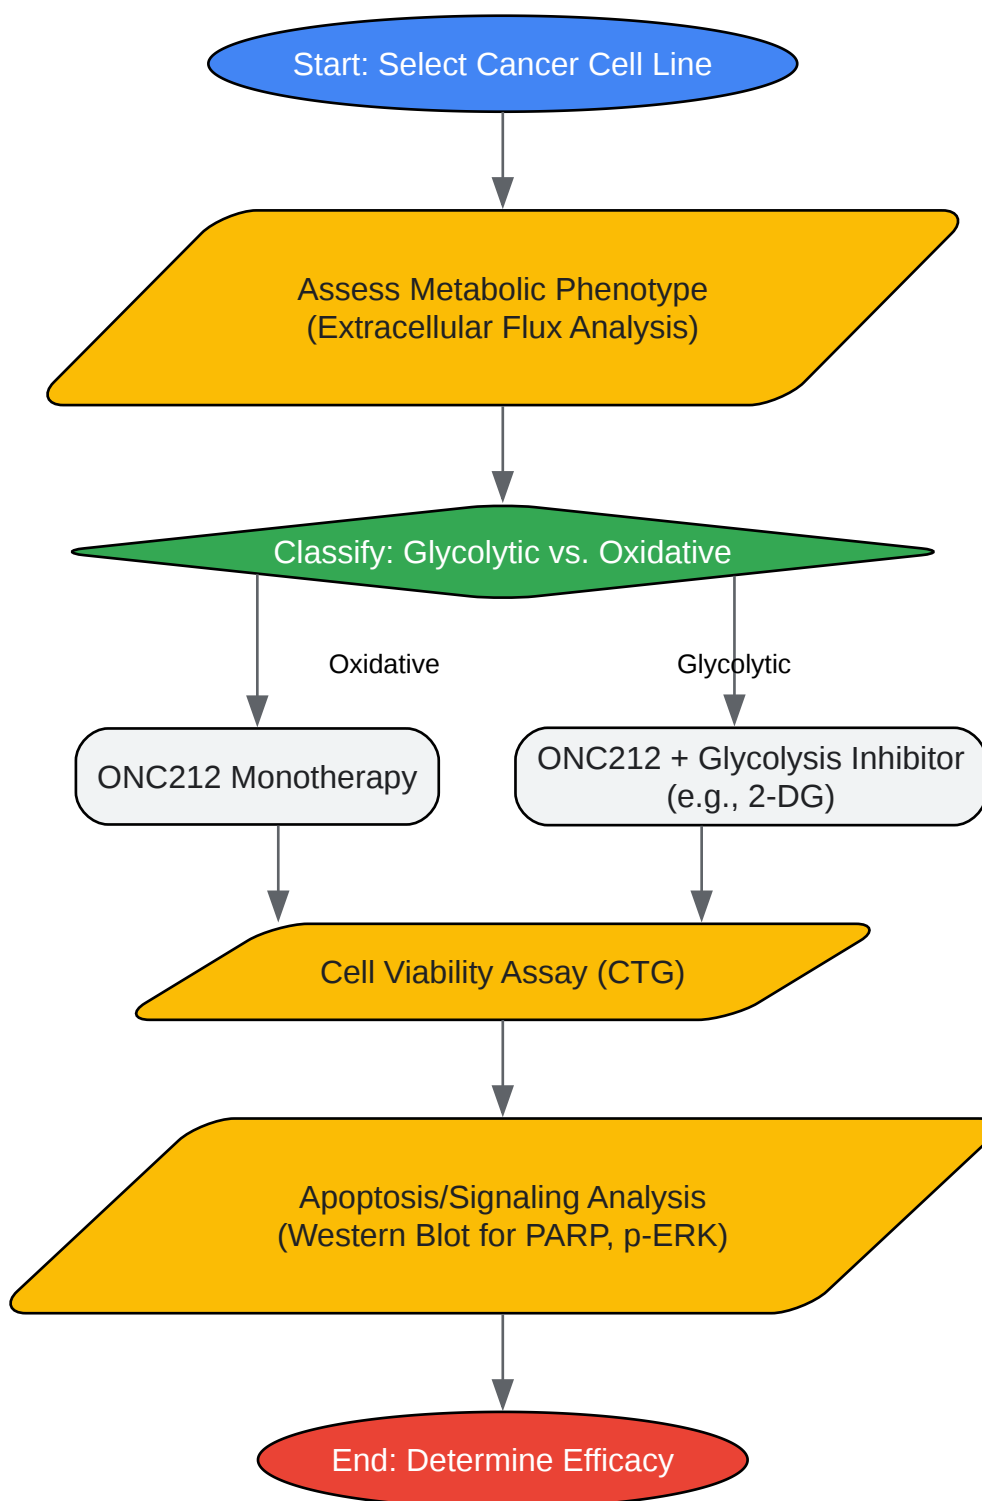 Start: Select Cancer Cell Line
Assess Metabolic Phenotype
(Extracellular Flux Analysis)
Classify: Glycolytic vs. Oxidative
Oxidative
Glycolytic
ONC212 Monotherapy
ONC212 + Glycolysis Inhibitor
(e.g., 2-DG)
Cell Viability Assay (CTG)
Apoptosis/Signaling Analysis
(Western Blot for PARP, p-ERK)
End: Determine Efficacy